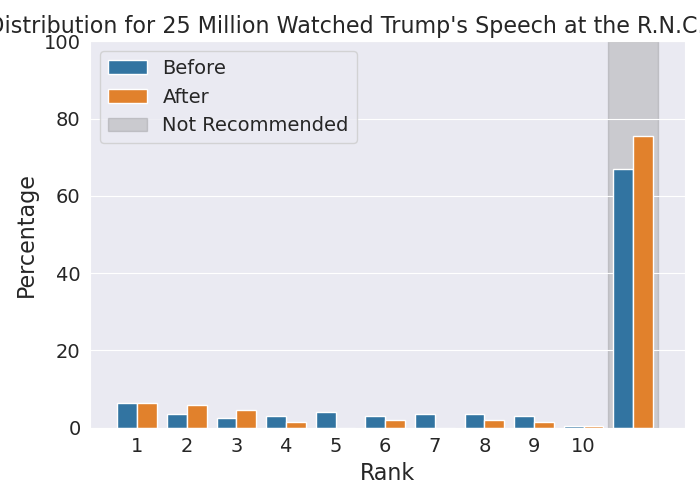 Distribution for 25 Million Watched Trump's Speech at the R.N.C.
100
80
60
40
20
0
Percentage
Before
After
Not Recommended
1 2 3 4 5 6 7 8 9 10
Rank